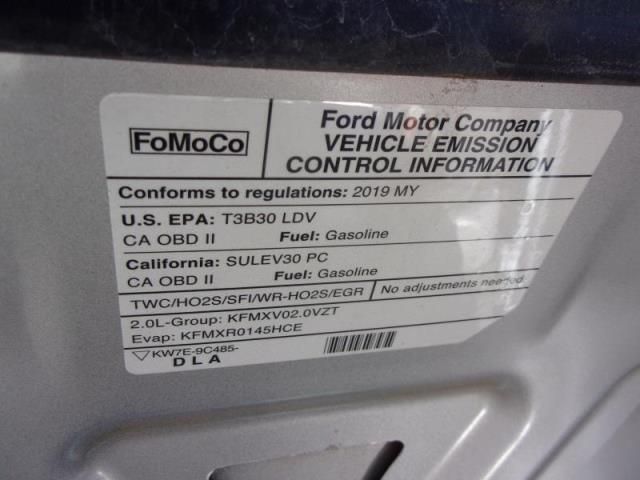 FoMoCo
Ford Motor Company
VEHICLE EMISSION
CONTROL INFORMATION
Conforms to regulations: 2019 MY
U.S. EPA: T3B30 LDV
CA OBD II Fuel: Gasoline
California: SULEV30 PC
CA OBD II Fuel: Gasoline
TWC/HO2S/SFI/WR-HO2S/EGR No adjustments needed
2.0L-Group: KFMXV02.0VZT
Evap: KFMXR0145HCE
KW7E-9C485-
DLA